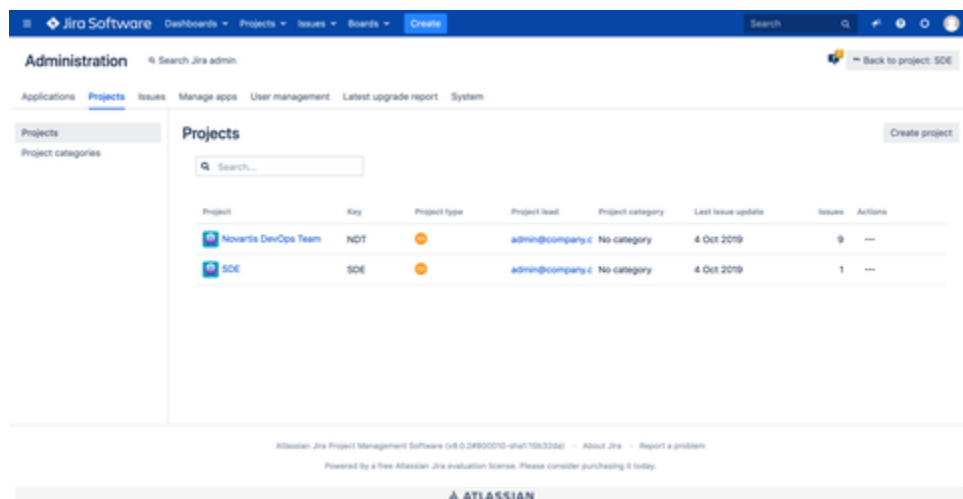 Jira Software Dashboards Projects Issues Boards Create Search
Administration Search Jira admin Back to project: SDE
Applications Projects Issues Manage apps User management Latest upgrade report System
Projects
Project categories
Projects Create project
Search...
Project Key Project type Project lead Project category Last issue update Issues Actions
Novartis DevOps Team NDT admin@company.c No category 4 Oct 2019 9 ...
SDE SDE admin@company.c No category 4 Oct 2019 1 ...
Atlassian Jira Project Management Software · About Jira · Report a problem
Powered by a free Atlassian Jira evaluation license. Please consider purchasing it today.
ATLASSIAN